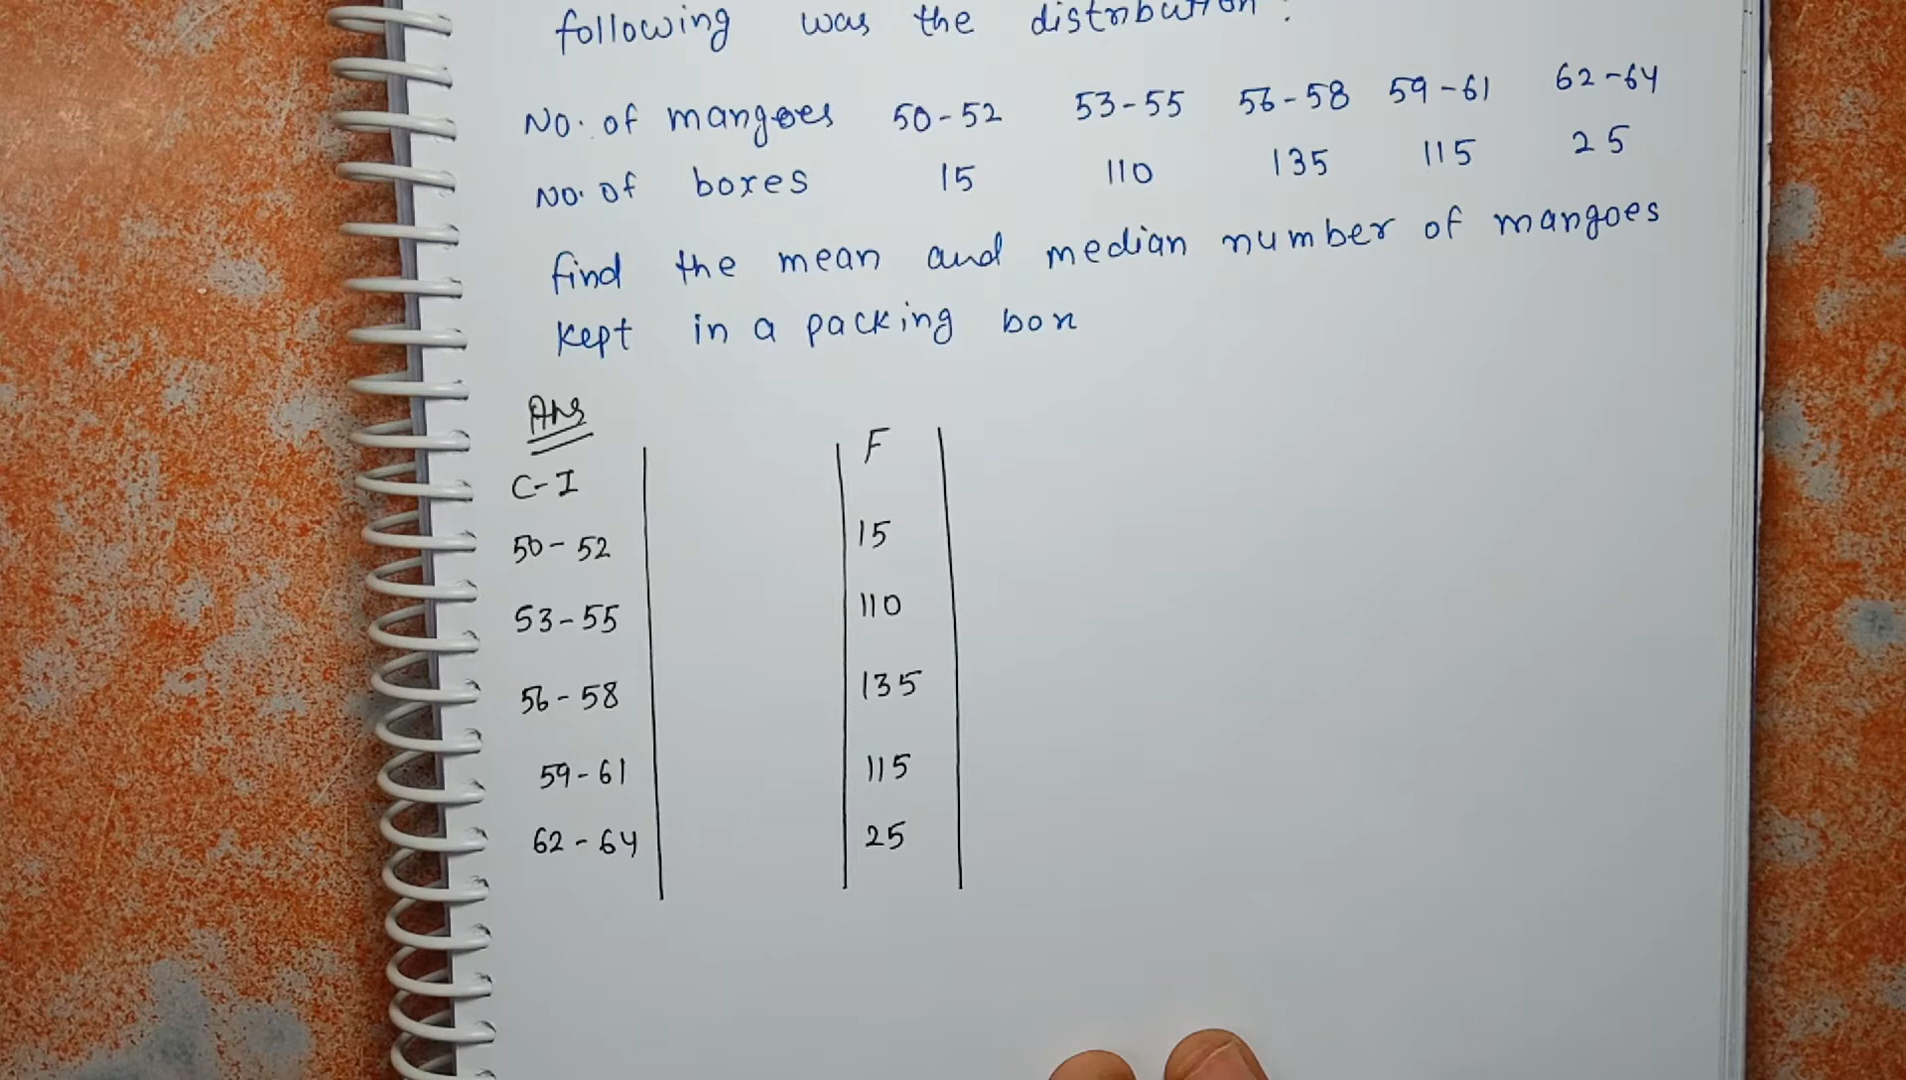 following was the distribution:
No. of mangoes 50-52 53-55 56-58 59-61 62-64
No. of boxes 15 110 135 115 25
find the mean and median number of mangoes
kept in a packing box
Ans
C-I F
50-52 15
53-55 110
56-58 135
59-61 115
62-64 25